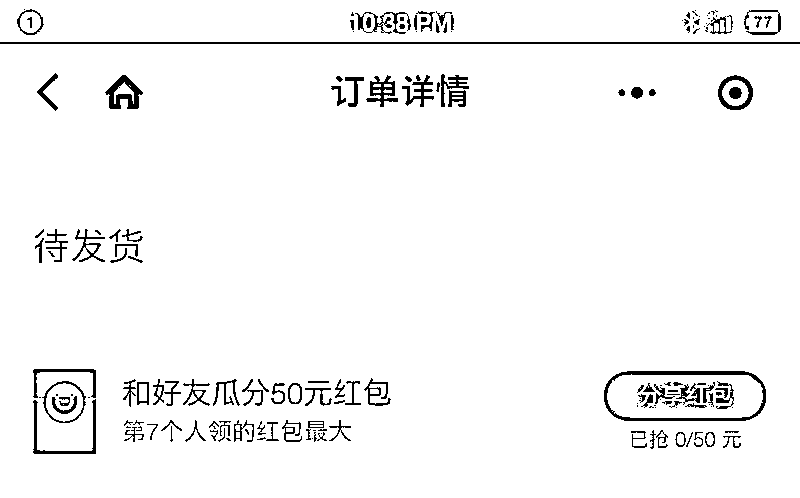 ① 10:38 PM 77
订单详情
待发货
和好友瓜分50元红包
分享红包
第7个人领的红包最大
已抢 0/50 元